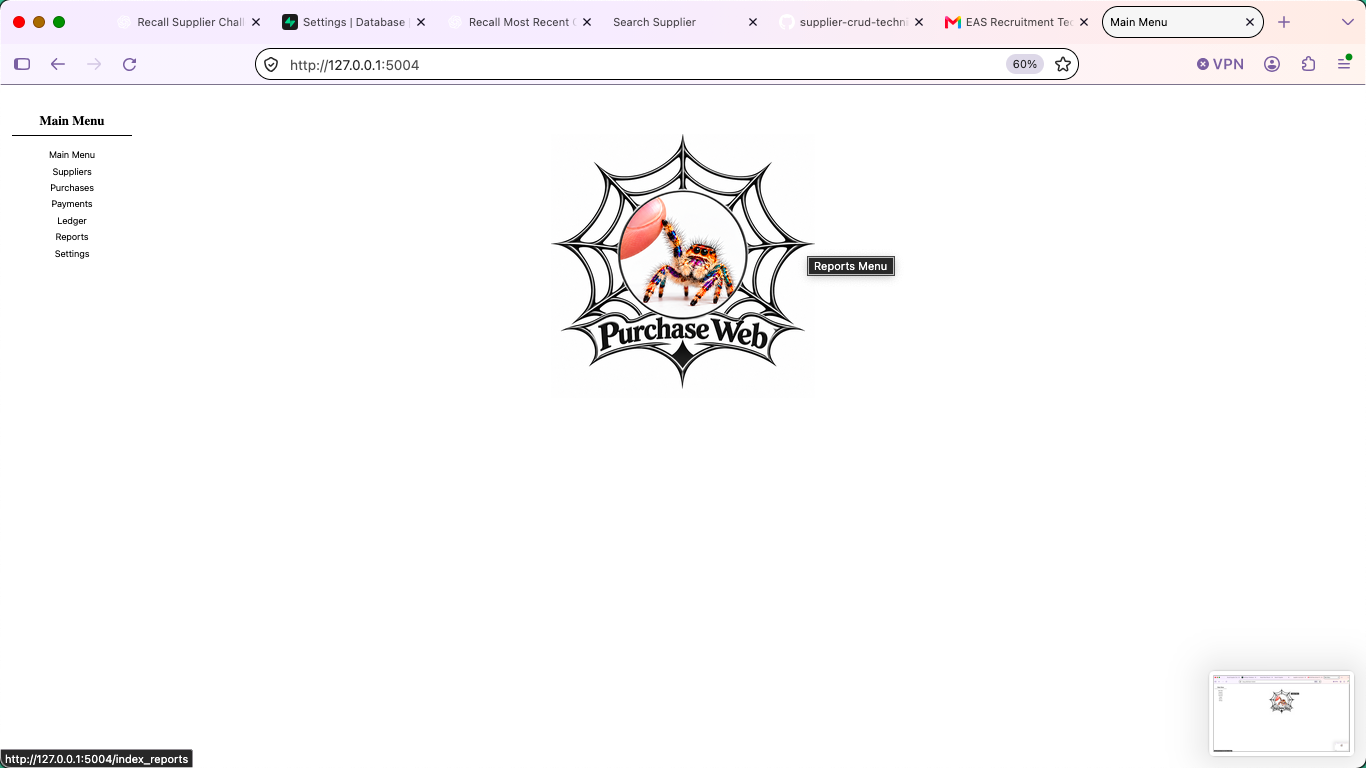 Recall Supplier Chall
Settings | Database
Recall Most Recent
Search Supplier
supplier-crud-techni
EAS Recruitment Tec
Main Menu
http://127.0.0.1:5004
60%
VPN
Main Menu
Main Menu
Suppliers
Purchases
Payments
Ledger
Reports
Settings
Purchase Web
Reports Menu
http://127.0.0.1:5004/index_reports